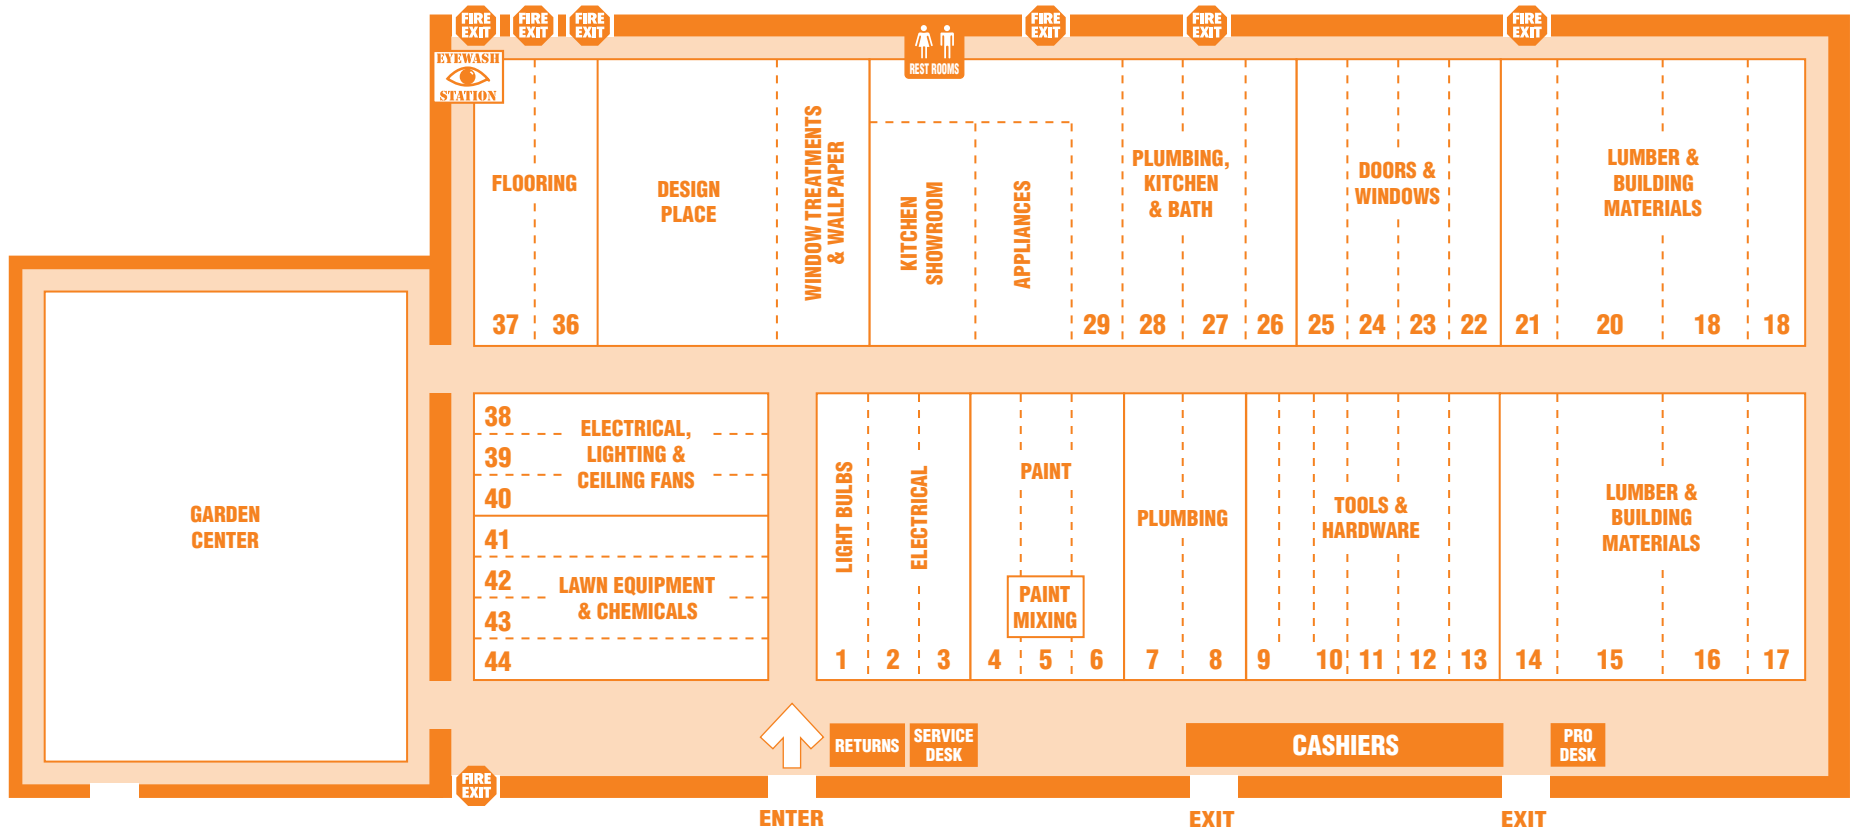 FIRE
EXIT
FIRE
EXIT
FIRE
EXIT
FIRE
EXIT
FIRE
EXIT
FIRE
EXIT
REST ROOMS
EYEWASH
STATION
FLOORING
37
36
DESIGN
PLACE
WINDOW TREATMENTS
& WALLPAPER
KITCHEN
SHOWROOM
APPLIANCES
PLUMBING,
KITCHEN
& BATH
29
28
27
26
DOORS &
WINDOWS
25
24
23
22
LUMBER &
BUILDING
MATERIALS
21
20
18
18
GARDEN
CENTER
38
39
40
ELECTRICAL,
LIGHTING &
CEILING FANS
41
42
43
44
LAWN EQUIPMENT
& CHEMICALS
LIGHT BULBS
ELECTRICAL
1
2
3
PAINT
PAINT
MIXING
4
5
6
PLUMBING
7
8
TOOLS &
HARDWARE
9
10
11
12
13
LUMBER &
BUILDING
MATERIALS
14
15
16
17
RETURNS
SERVICE
DESK
CASHIERS
PRO
DESK
FIRE
EXIT
ENTER
EXIT
EXIT